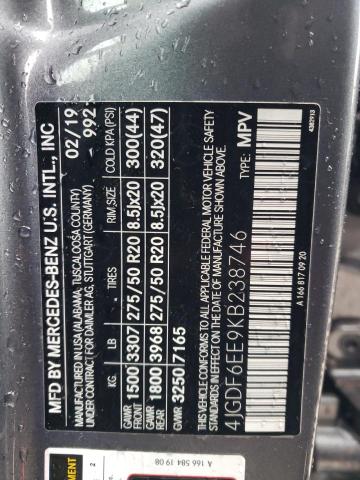 MFD BY MERCEDES-BENZ U.S. INTL., INC
MANUFACTURED IN USA (ALABAMA, TUSCALOOSA COUNTY)
UNDER CONTRACT FOR DAIMLER AG, STUTTGART (GERMANY)
02/19
992
KG LB TIRES RIM,SIZE COLD KPA (PSI)
GAWR FRONT 1500 3307 275/50 R20 8.5Jx20 300(44)
GAWR REAR 1800 3968 275/50 R20 8.5Jx20 320(47)
GVWR 3250 7165
THIS VEHICLE CONFORMS TO ALL APPLICABLE FEDERAL MOTOR VEHICLE SAFETY
STANDARDS IN EFFECT ON THE DATE OF MANUFACTURE SHOWN ABOVE
4JGDF6EE9KB238746
TYPE: MPV
A 166 817 09 20
4382913
A 166 584 19 08
2